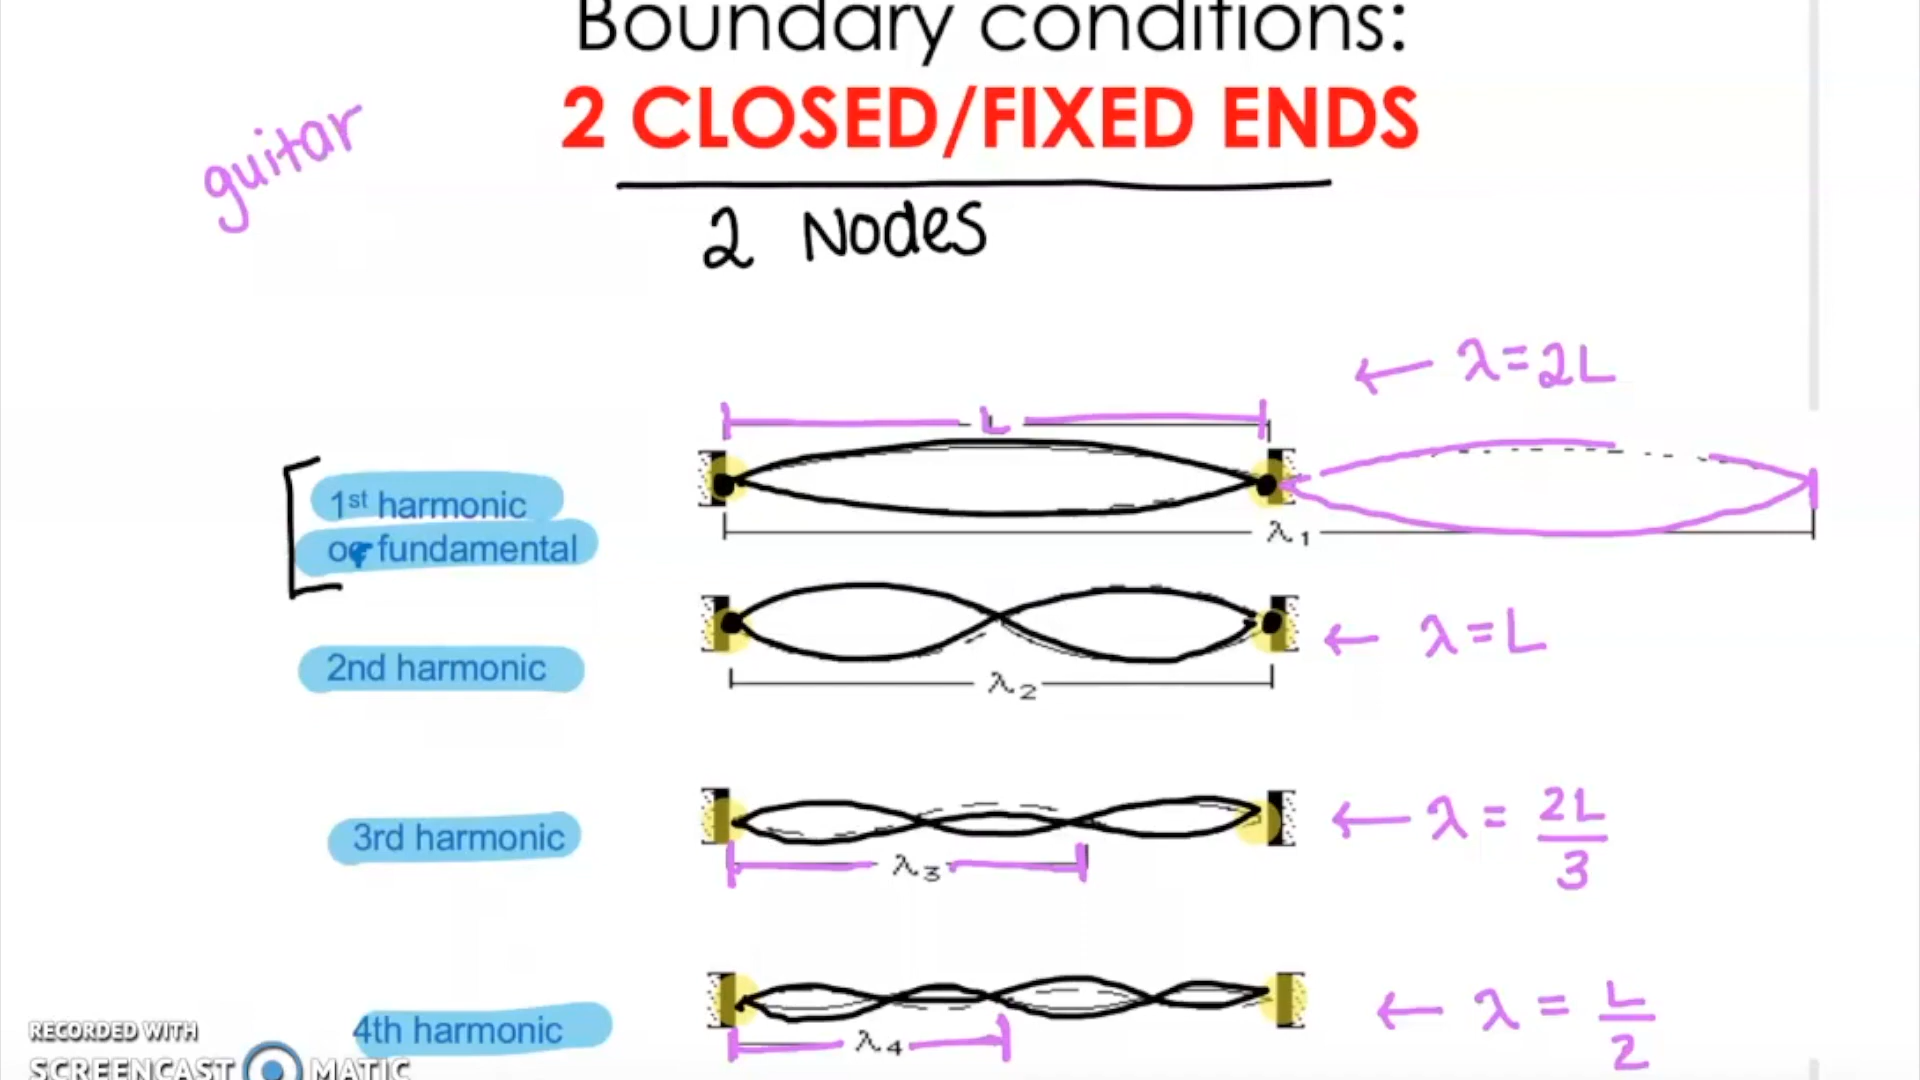 Boundary conditions:
2 CLOSED/FIXED ENDS
guitar
2 Nodes
← λ=2L
L
1st harmonic
or fundamental
λ1
2nd harmonic
← λ=L
λ2
3rd harmonic
← λ = 2L/3
λ3
4th harmonic
← λ = L/2
λ4
RECORDED WITH
SCREENCAST MATIC